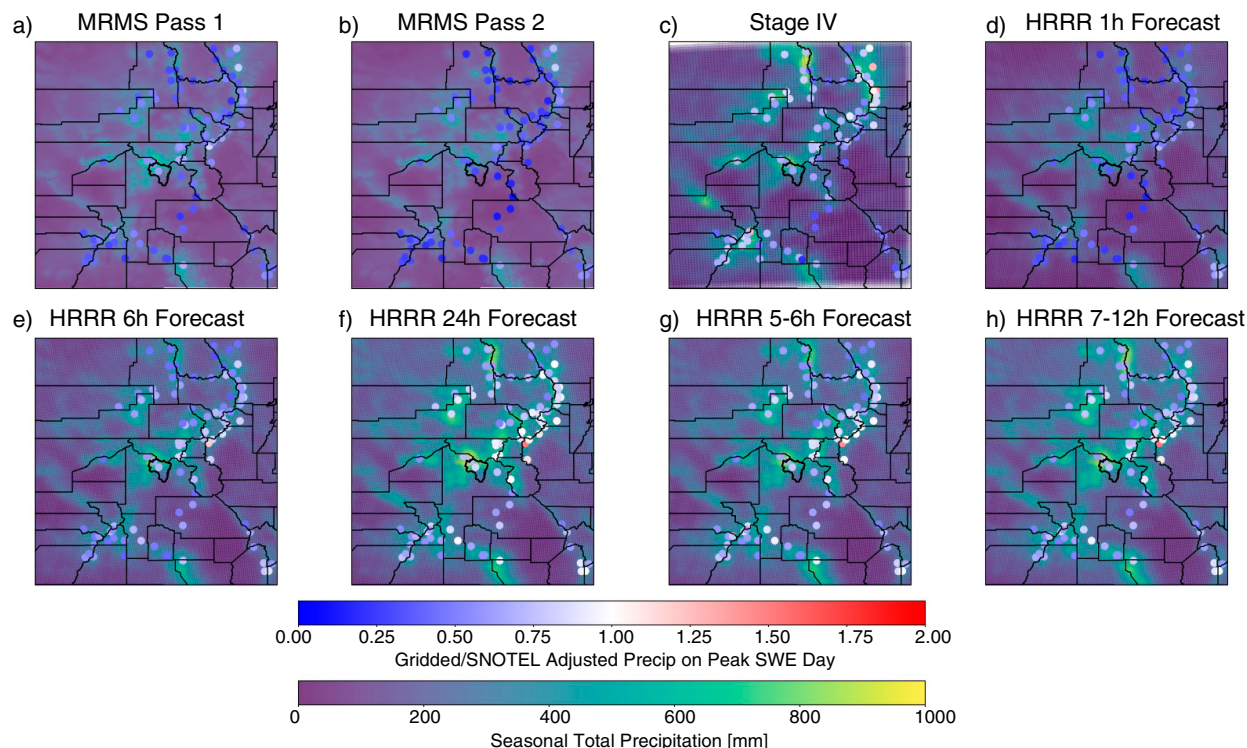 a) MRMS Pass 1
b) MRMS Pass 2
c) Stage IV
d) HRRR 1h Forecast
e) HRRR 6h Forecast
f) HRRR 24h Forecast
g) HRRR 5-6h Forecast
h) HRRR 7-12h Forecast
0.00 0.25 0.50 0.75 1.00 1.25 1.50 1.75 2.00
Gridded/SNOTEL Adjusted Precip on Peak SWE Day
0 200 400 600 800 1000
Seasonal Total Precipitation [mm]